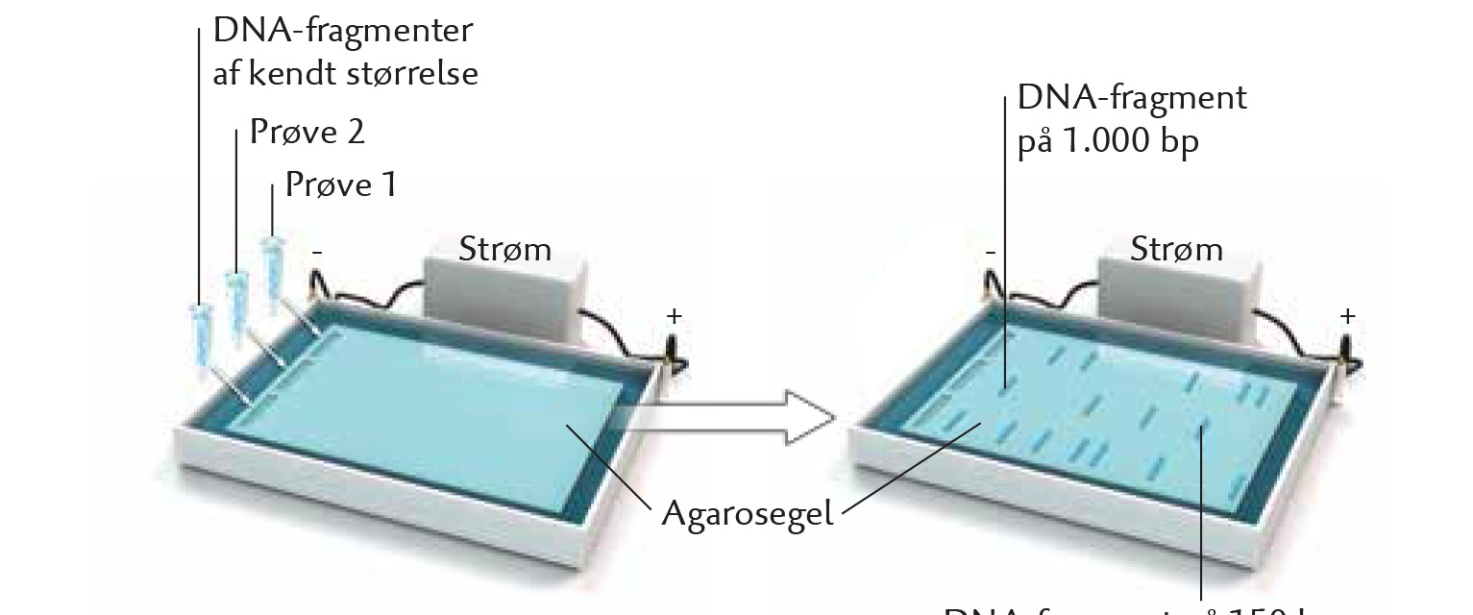 DNA-fragmenter
af kendt størrelse
Prøve 2
Prøve 1
DNA-fragment
på 1.000 bp
-
Strøm
+
-
Strøm
+
Agarosegel